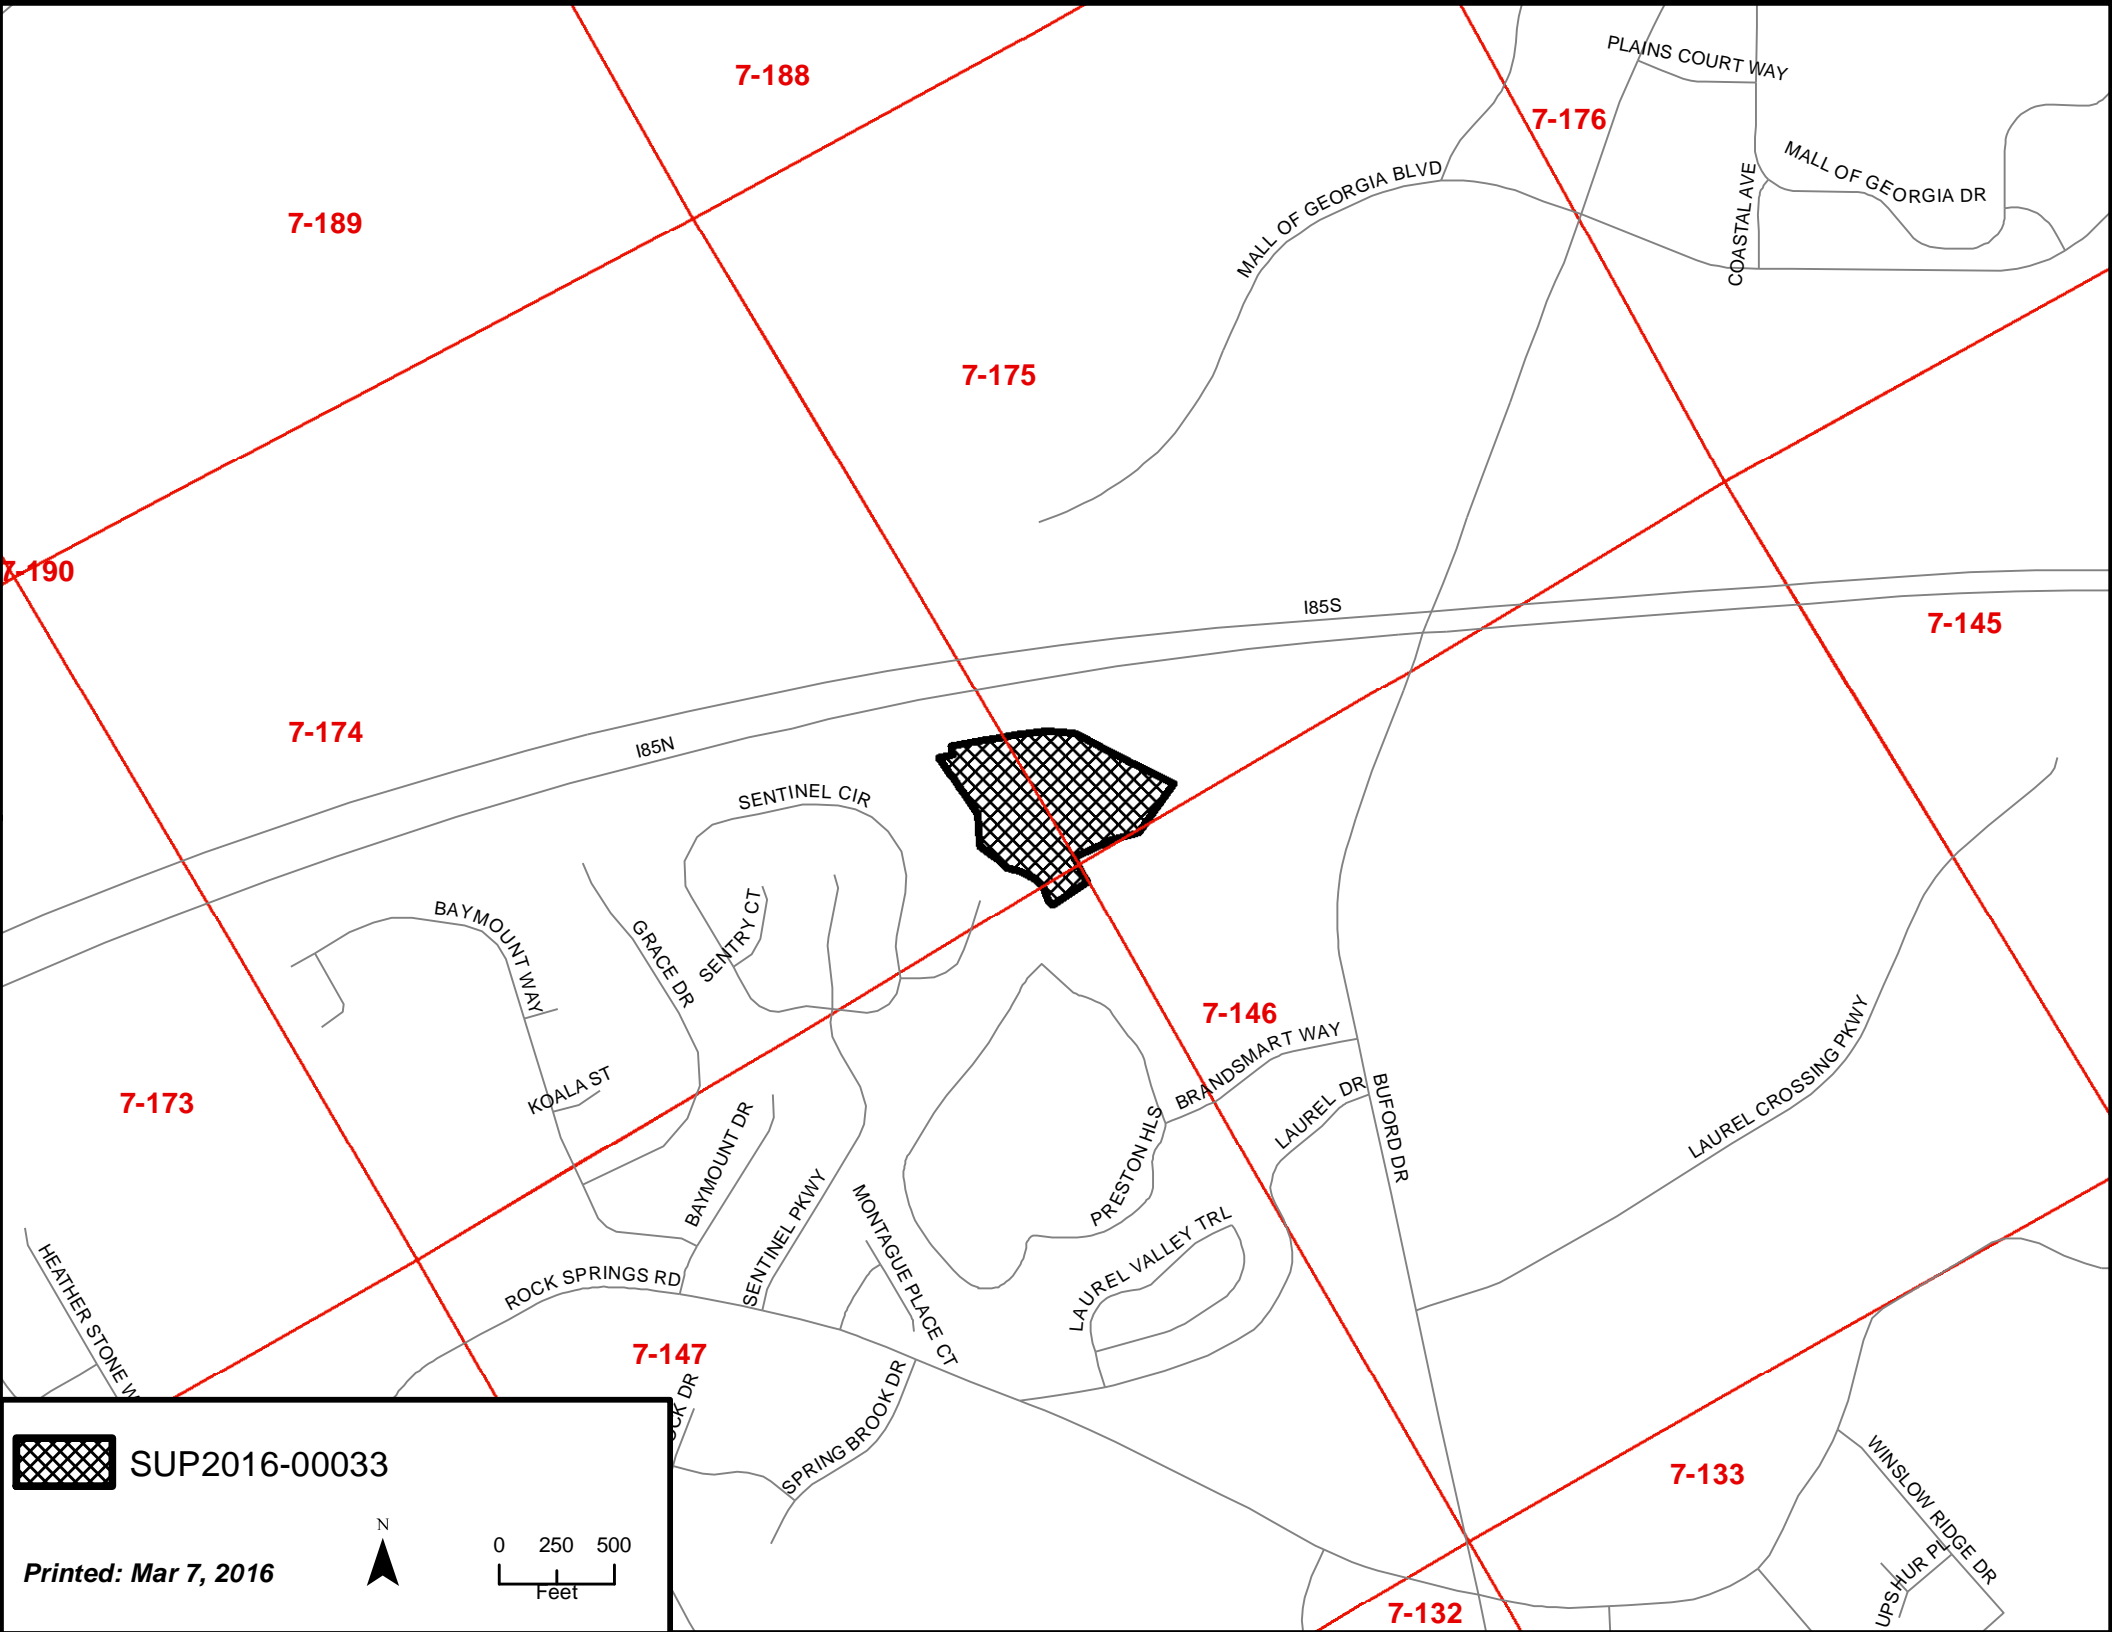 7-188
PLAINS COURT WAY
7-176
MALL OF GEORGIA BLVD
MALL OF GEORGIA DR
COASTAL AVE
7-189
7-175
7-190
I85S
7-145
7-174
I85N
SENTINEL CIR
SENTRY CT
BAYMOUNT WAY
GRACE DR
7-146
BRANDSMART WAY
LAUREL DR
BUFORD DR
LAUREL CROSSING PKWY
KOALA ST
7-173
BAYMOUNT DR
PRESTON HLS
SENTINEL PKWY
MONTAGUE PLACE CT
LAUREL VALLEY TRL
HEATHER STONE W
ROCK SPRINGS RD
7-147
CK DR
SPRING BROOK DR
7-133
WINSLOW RIDGE DR
UPSHUR PL
7-132
SUP2016-00033
N
0 250 500
Feet
Printed: Mar 7, 2016